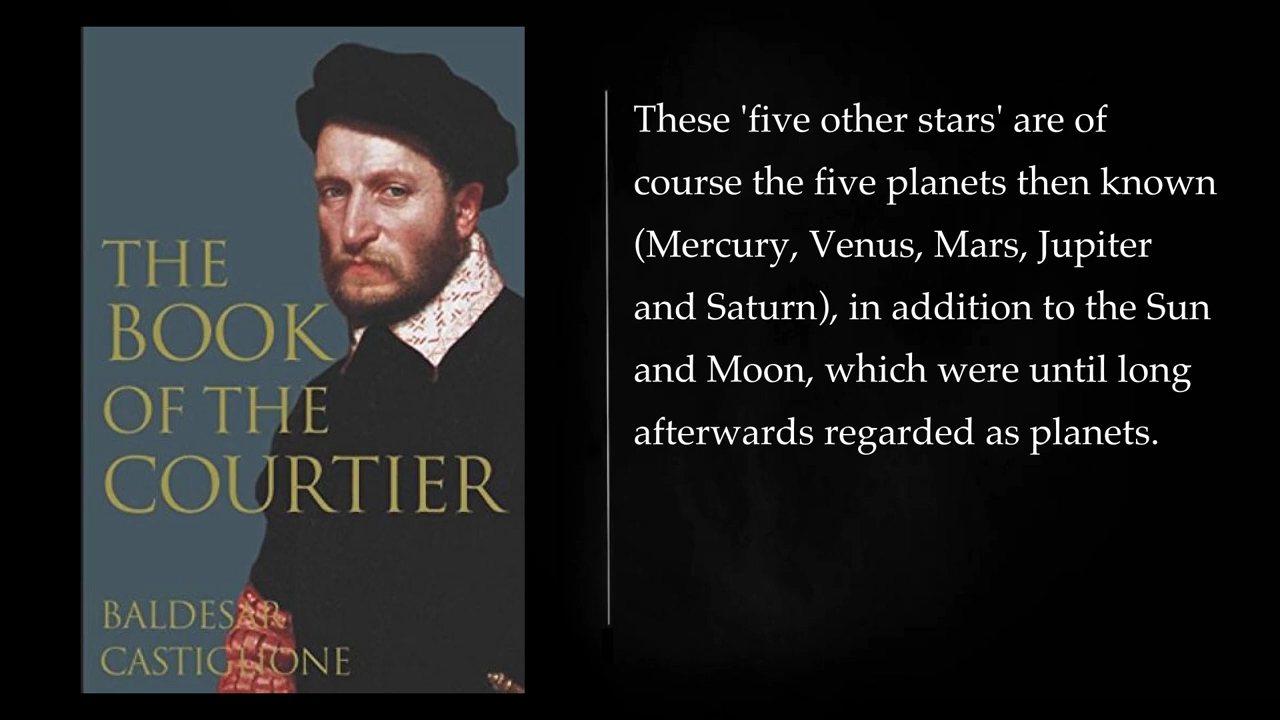 THE
BOOK
OF THE
COURTIER
BALDESAR
CASTIGLIONE
These 'five other stars' are of
course the five planets then known
(Mercury, Venus, Mars, Jupiter
and Saturn), in addition to the Sun
and Moon, which were until long
afterwards regarded as planets.